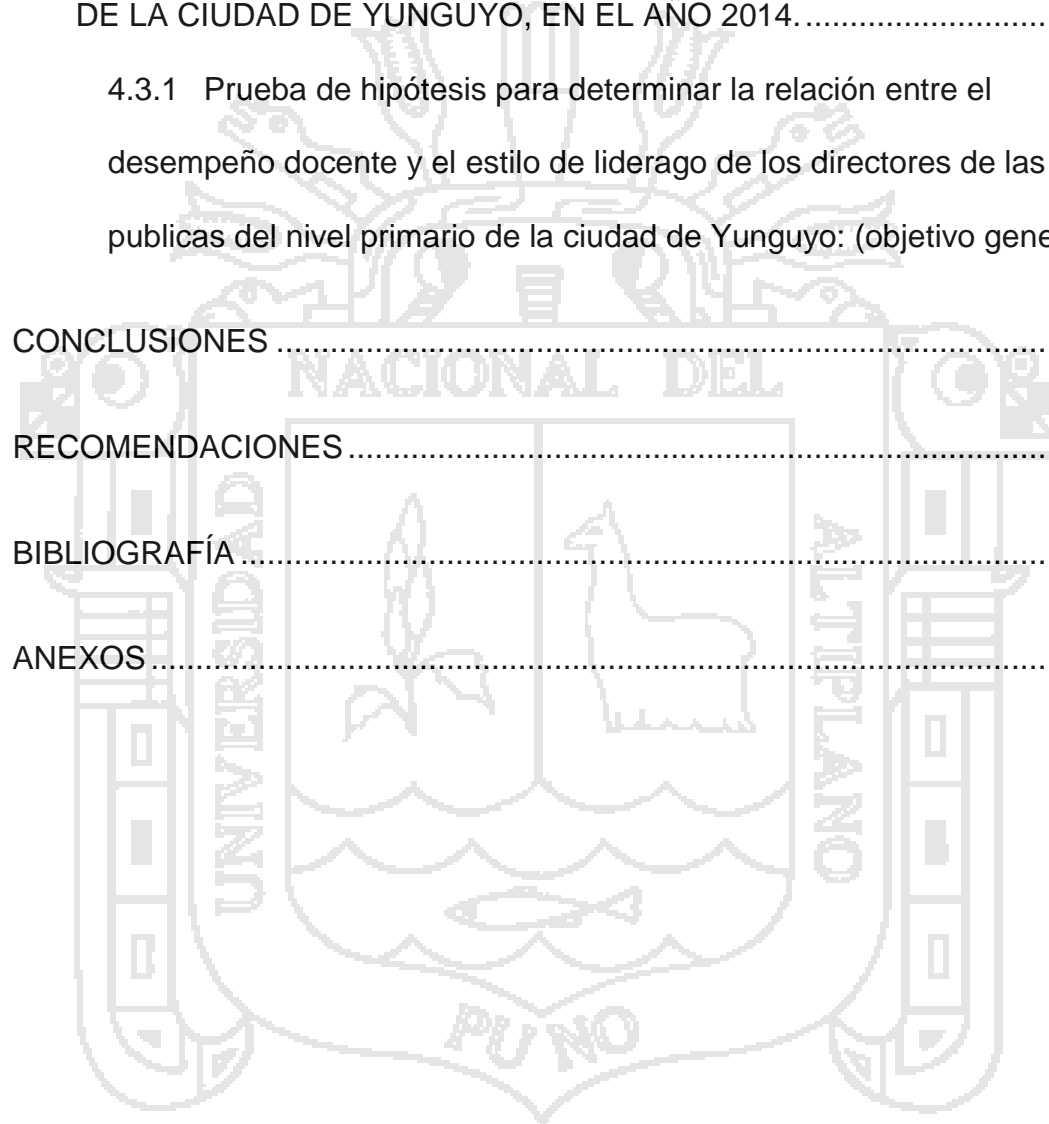 DE LA CIUDAD DE YUNGUYO, EN EL AÑO 2014. ...........................
4.3.1 Prueba de hipótesis para determinar la relación entre el
desempeño docente y el estilo de liderago de los directores de las
publicas del nivel primario de la ciudad de Yunguyo: (objetivo gene
CONCLUSIONES ......................................................................................
NACIONAL DEL
RECOMENDACIONES ..............................................................................
BIBLIOGRAFÍA ..........................................................................................
ANEXOS ....................................................................................................
UNIVERSIDAD
ALTIPLANO
PUNO